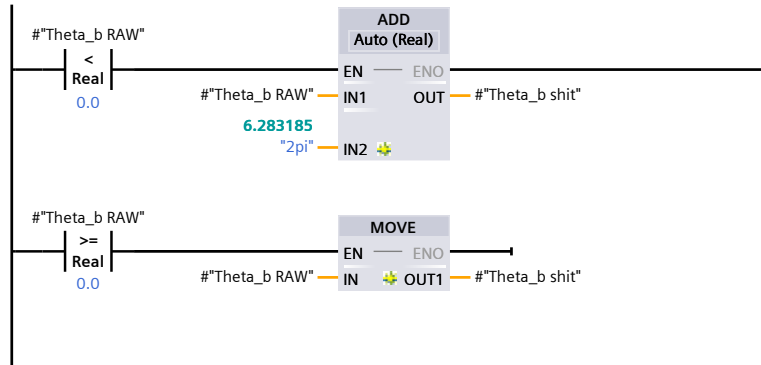 #"Theta_b RAW"
<
Real
0.0
ADD
Auto (Real)
EN
ENO
#"Theta_b RAW"
IN1
OUT
#"Theta_b shit"
6.283185
"2pi"
IN2
#"Theta_b RAW"
>=
Real
0.0
MOVE
EN
ENO
#"Theta_b RAW"
IN
OUT1
#"Theta_b shit"